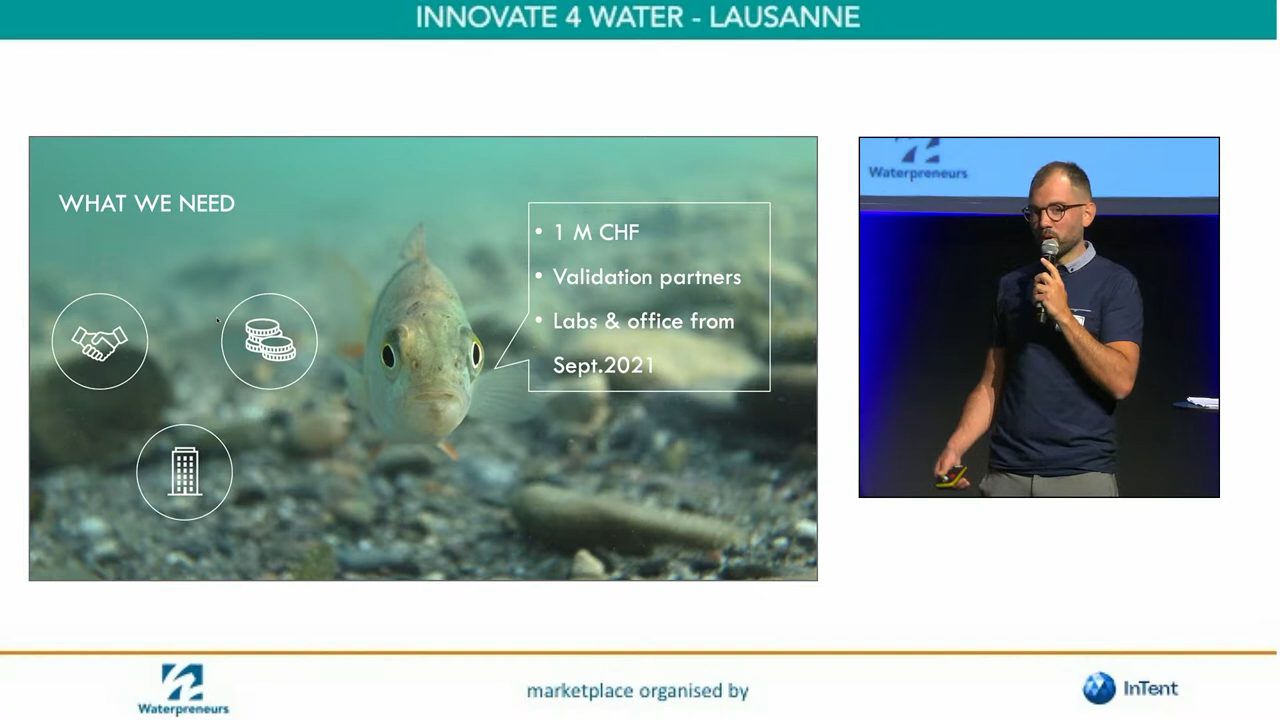 INNOVATE 4 WATER - LAUSANNE
WHAT WE NEED
• 1 M CHF
• Validation partners
• Labs & office from
Sept.2021
Waterpreneurs
Waterpreneurs
marketplace organised by
InTent